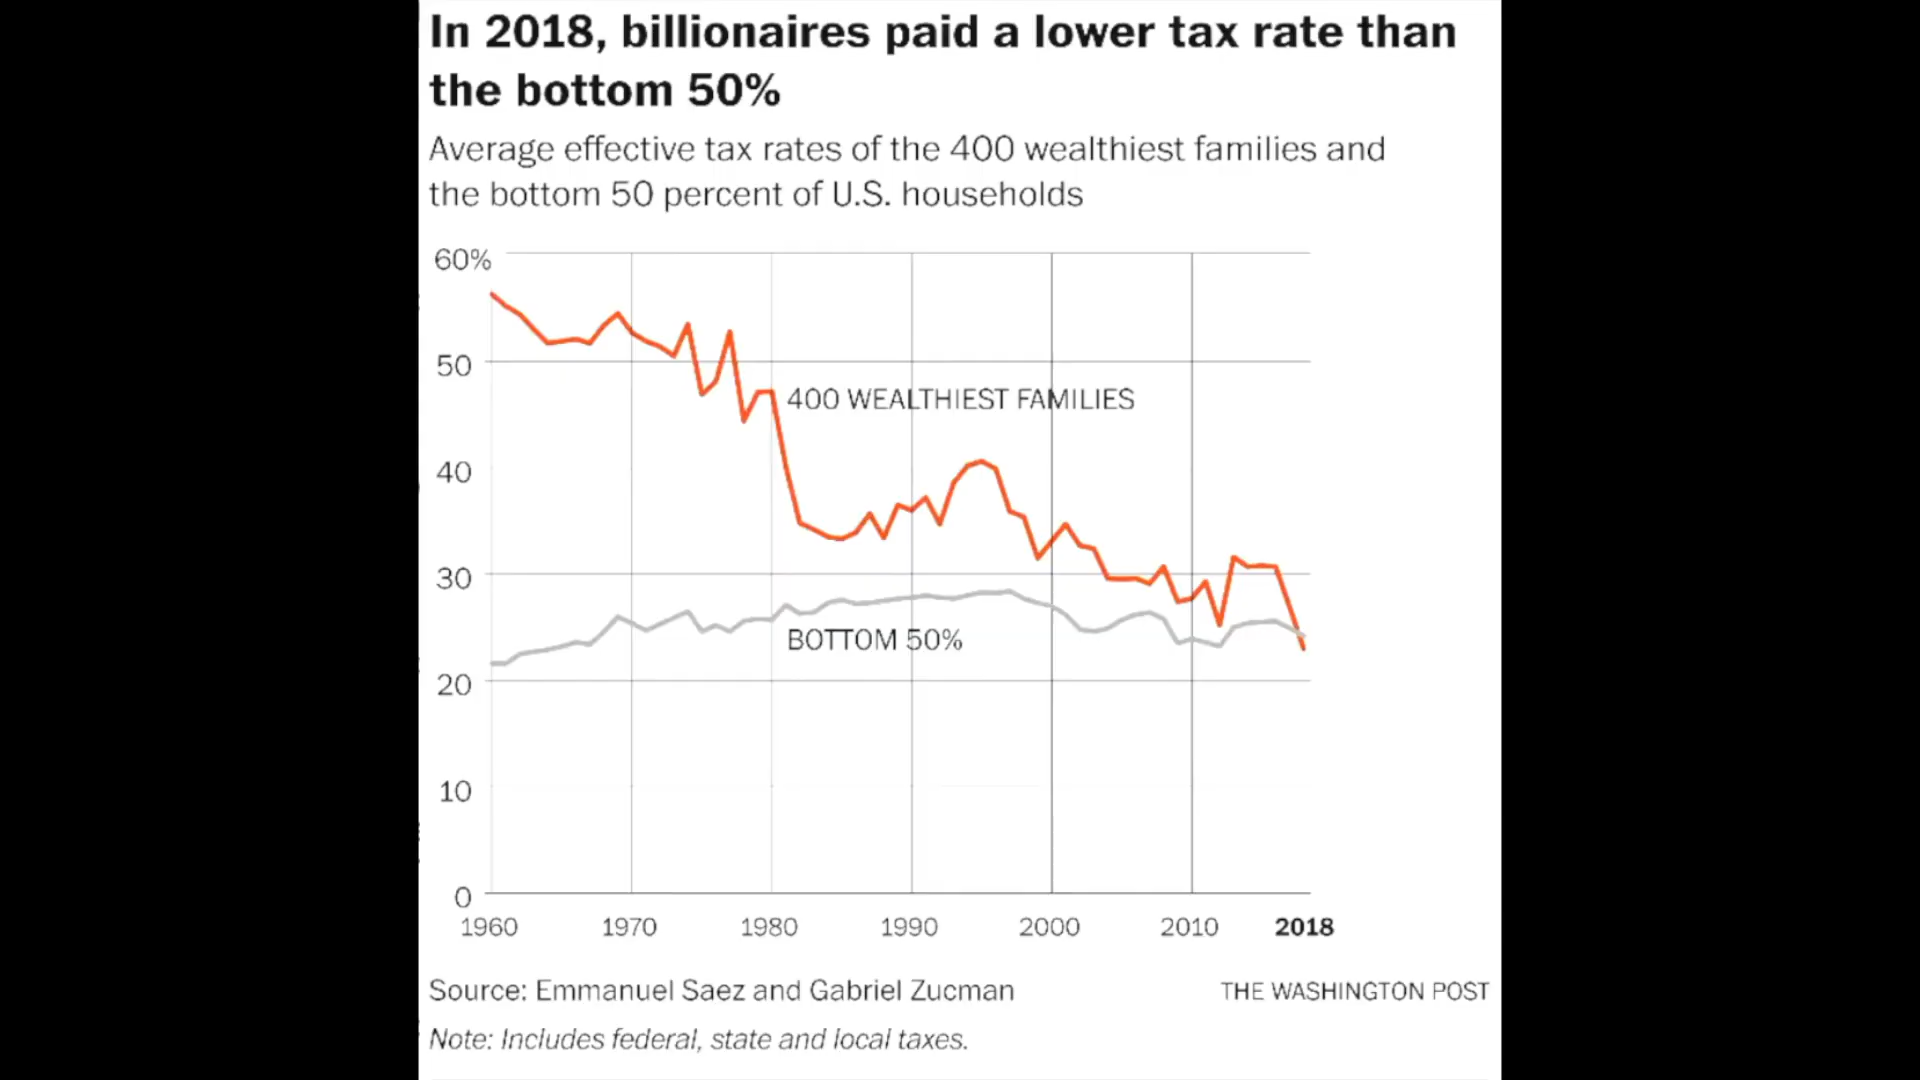 In 2018, billionaires paid a lower tax rate than
the bottom 50%
Average effective tax rates of the 400 wealthiest families and
the bottom 50 percent of U.S. households
60%
50
400 WEALTHIEST FAMILIES
40
30
BOTTOM 50%
20
10
0
1960 1970 1980 1990 2000 2010 2018
Source: Emmanuel Saez and Gabriel Zucman
THE WASHINGTON POST
Note: Includes federal, state and local taxes.